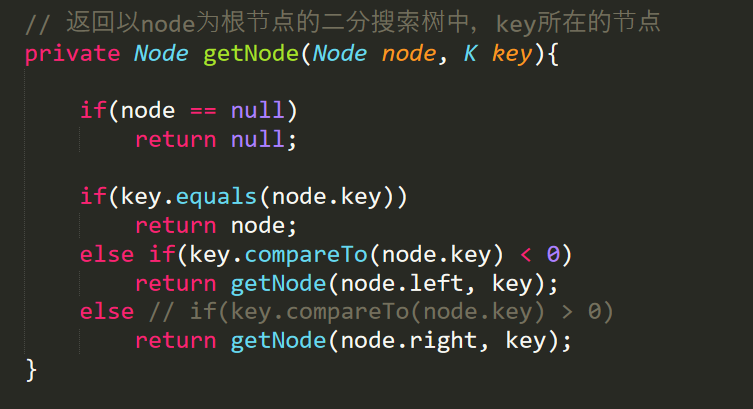 // 返回以node为根节点的二分搜索树中，key所在的节点
private Node getNode(Node node, K key){
if(node == null)
return null;
if(key.equals(node.key))
return node;
else if(key.compareTo(node.key) < 0)
return getNode(node.left, key);
else // if(key.compareTo(node.key) > 0)
return getNode(node.right, key);
}